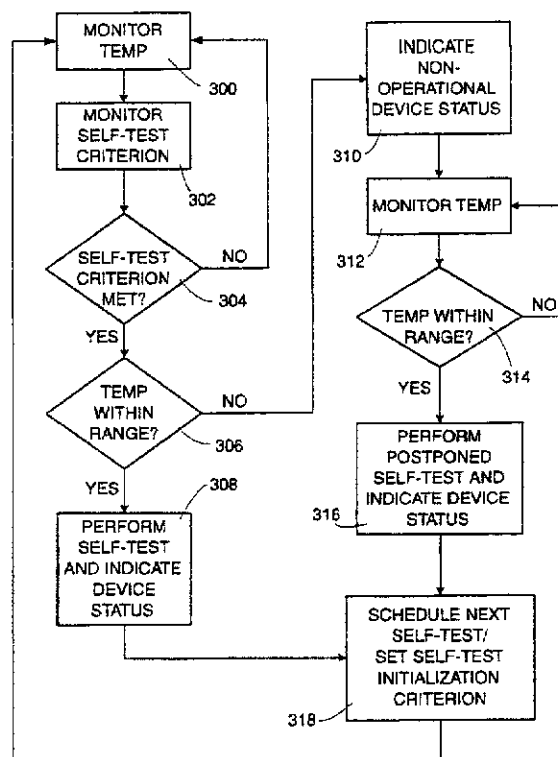 MONITOR
TEMP
300
MONITOR
SELF-TEST
CRITERION
302
SELF-TEST
CRITERION
MET?
NO
304
YES
TEMP
WITHIN
RANGE?
NO
306
YES
308
PERFORM
SELF-TEST
AND INDICATE
DEVICE
STATUS
INDICATE
NON-
OPERATIONAL
DEVICE STATUS
310
MONITOR TEMP
312
TEMP WITHIN
RANGE?
NO
314
YES
PERFORM
POSTPONED
SELF-TEST AND
INDICATE DEVICE
STATUS
316
SCHEDULE NEXT
SELF-TEST/
SET SELF-TEST
INITIALIZATION
CRITERION
318